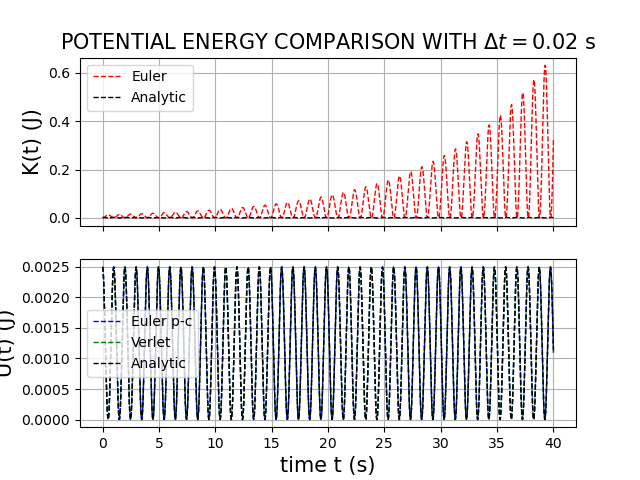 POTENTIAL ENERGY COMPARISON WITH Δt = 0.02 s
K(t) (J)
0.6
0.4
0.2
0.0
Euler
Analytic
U(t) (J)
0.0025
0.0020
0.0015
0.0010
0.0005
0.0000
Euler p-c
Verlet
Analytic
0 5 10 15 20 25 30 35 40
time t (s)